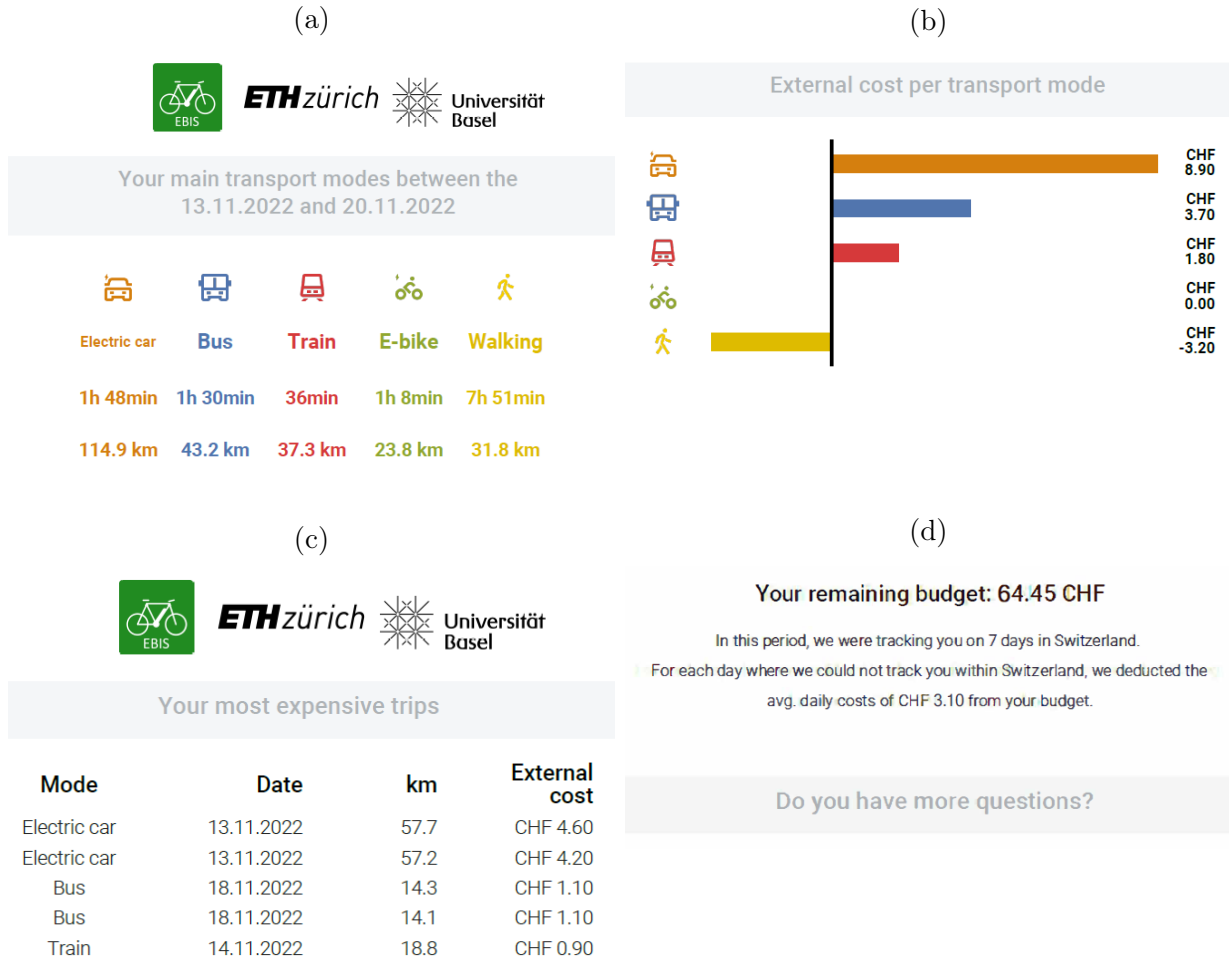 (a)
EBIS
ETH zürich
Universität
Basel
Your main transport modes between the
13.11.2022 and 20.11.2022
Electric car Bus Train E-bike Walking
1h 48min 1h 30min 36min 1h 8min 7h 51min
114.9 km 43.2 km 37.3 km 23.8 km 31.8 km
(b)
External cost per transport mode
CHF
8.90
CHF
3.70
CHF
1.80
CHF
0.00
CHF
-3.20
(c)
EBIS
ETH zürich
Universität
Basel
Your most expensive trips
Mode Date km External
cost
Electric car 13.11.2022 57.7 CHF 4.60
Electric car 13.11.2022 57.2 CHF 4.20
Bus 18.11.2022 14.3 CHF 1.10
Bus 18.11.2022 14.1 CHF 1.10
Train 14.11.2022 18.8 CHF 0.90
(d)
Your remaining budget: 64.45 CHF
In this period, we were tracking you on 7 days in Switzerland.
For each day where we could not track you within Switzerland, we deducted the
avg. daily costs of CHF 3.10 from your budget.
Do you have more questions?